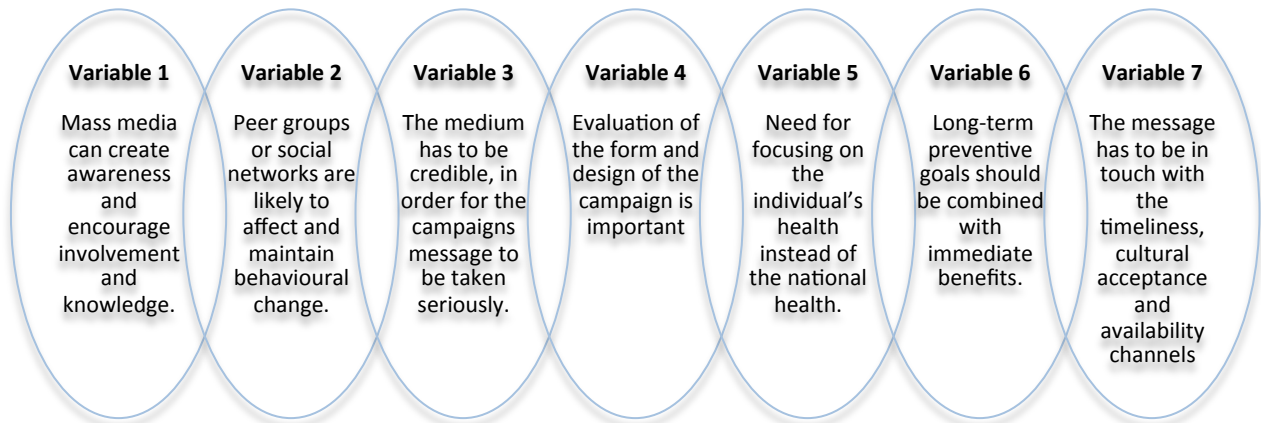 Variable 1
Mass media
can create
awareness
and
encourage
involvement
and
knowledge.
Variable 2
Peer groups
or social
networks are
likely to
affect and
maintain
behavioural
change.
Variable 3
The medium
has to be
credible, in
order for the
campaigns
message to
be taken
seriously.
Variable 4
Evaluation of
the form and
design of the
campaign is
important
Variable 5
Need for
focusing on
the
individual's
health
instead of
the national
health.
Variable 6
Long-term
preventive
goals should
be combined
with
immediate
benefits.
Variable 7
The message
has to be in
touch with
the
timeliness,
cultural
acceptance
and
availability
channels